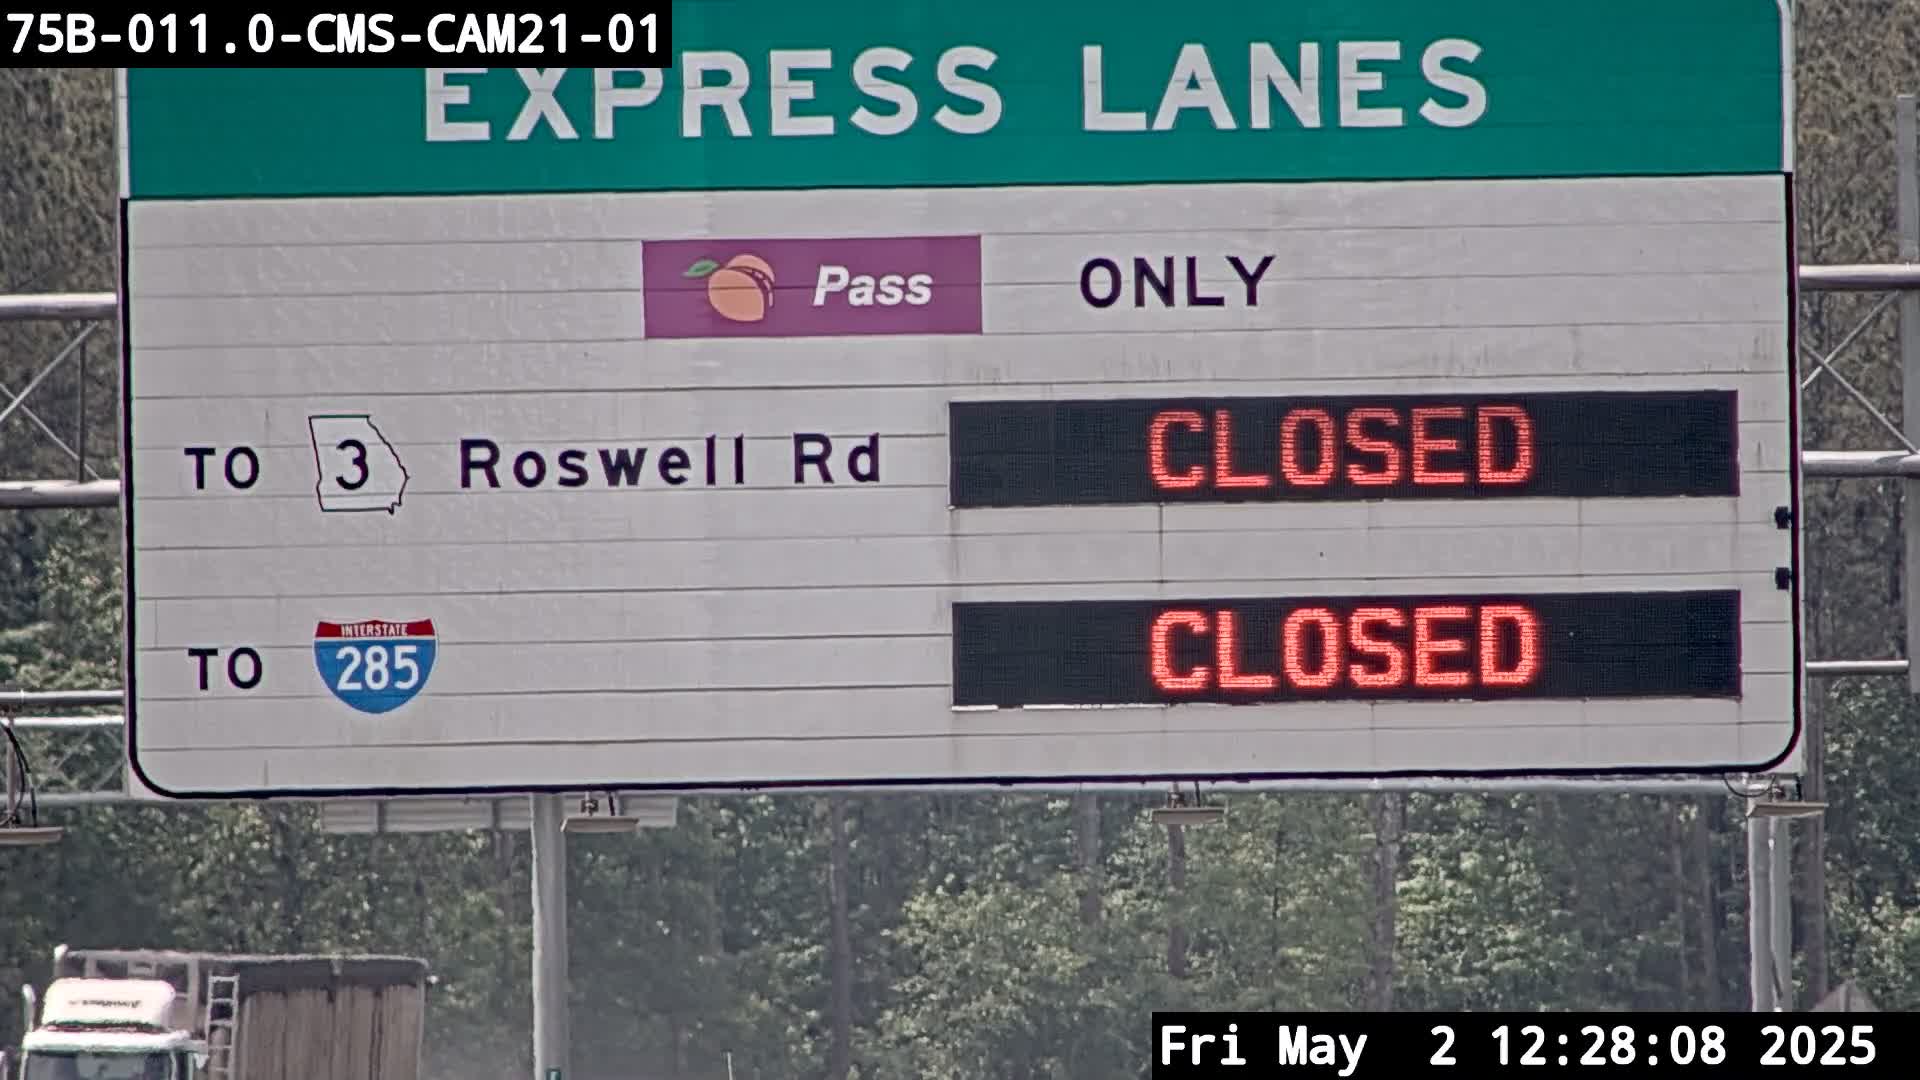 75B-011.0-CMS-CAM21-01
EXPRESS LANES
Pass ONLY
TO 3 Roswell Rd CLOSED
TO INTERSTATE 285 CLOSED
Fri May 2 12:28:08 2025